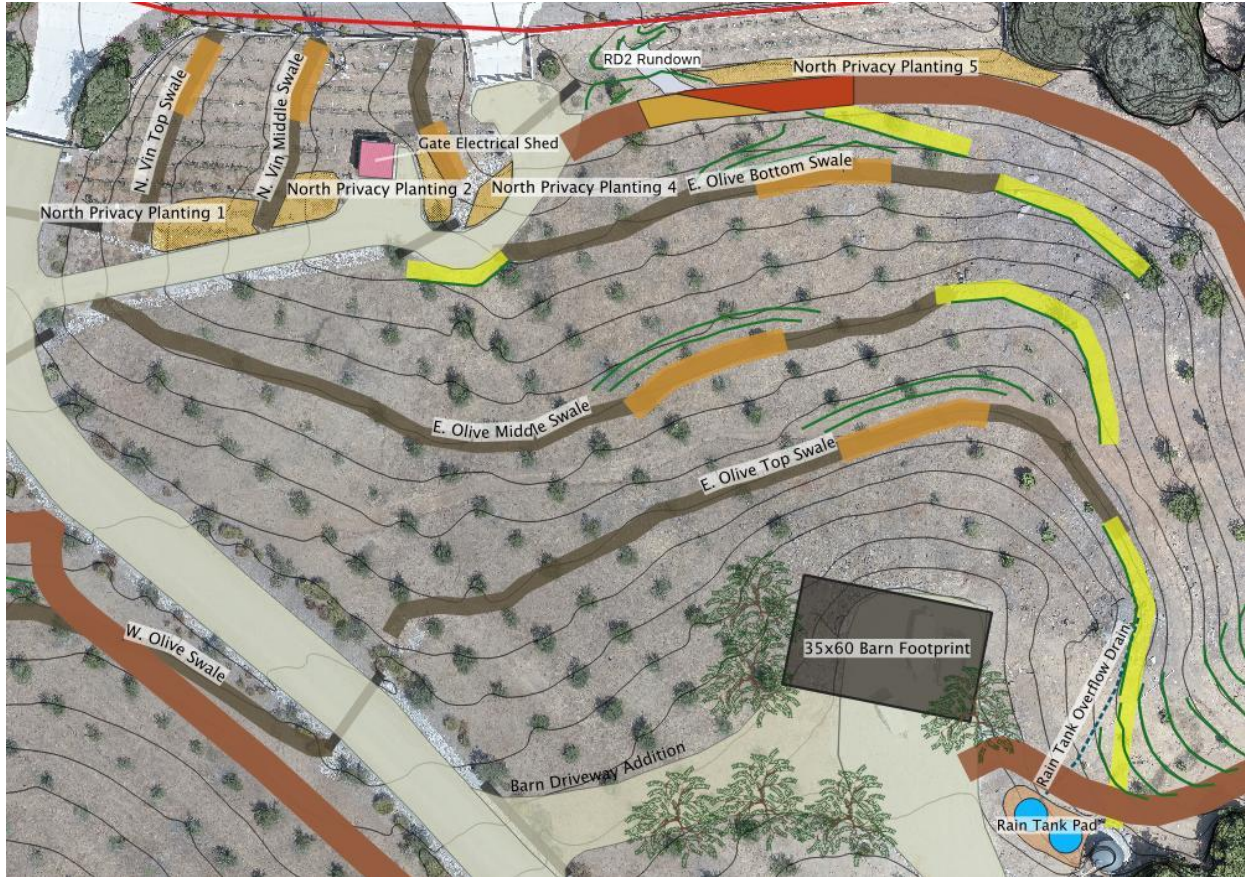 RD2 Rundown
North Privacy Planting 5
N. Vin Top Swale
N. Vin Middle Swale
Gate Electrical Shed
North Privacy Planting 2
North Privacy Planting 4
E. Olive Bottom Swale
North Privacy Planting 1
E. Olive Middle Swale
E. Olive Top Swale
W. Olive Swale
35x60 Barn Footprint
Rain Tank Overflow Drain
Barn Driveway Addition
Rain Tank Pad